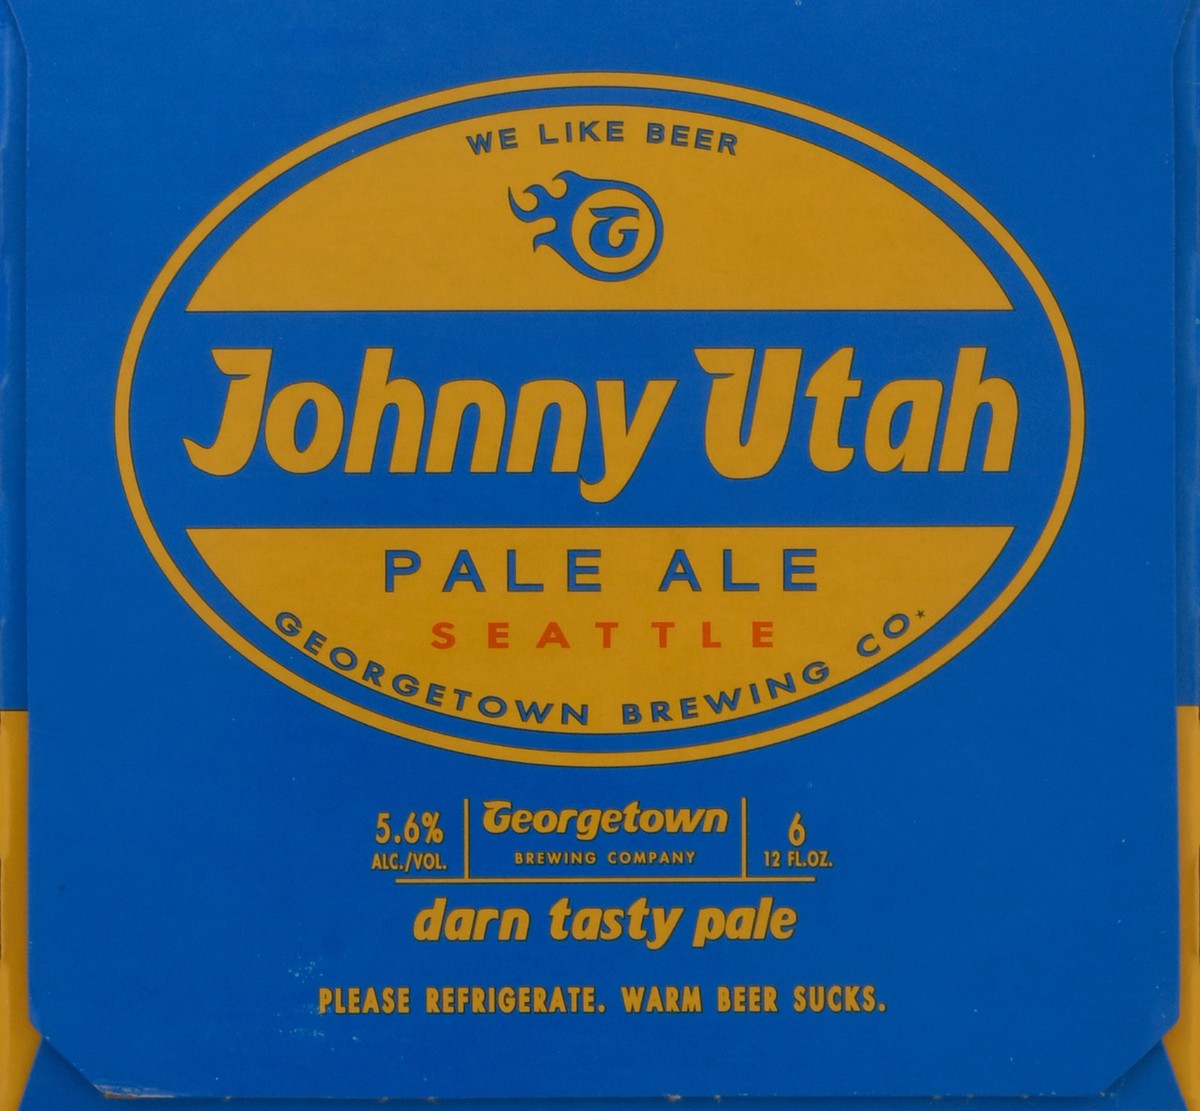 WE LIKE BEER
G
Johnny Utah
PALE ALE
SEATTLE
GEORGETOWN BREWING CO*
5.6%
ALC./VOL.
Georgetown
BREWING COMPANY
6
12 FL.OZ.
darn tasty pale
PLEASE REFRIGERATE. WARM BEER SUCKS.